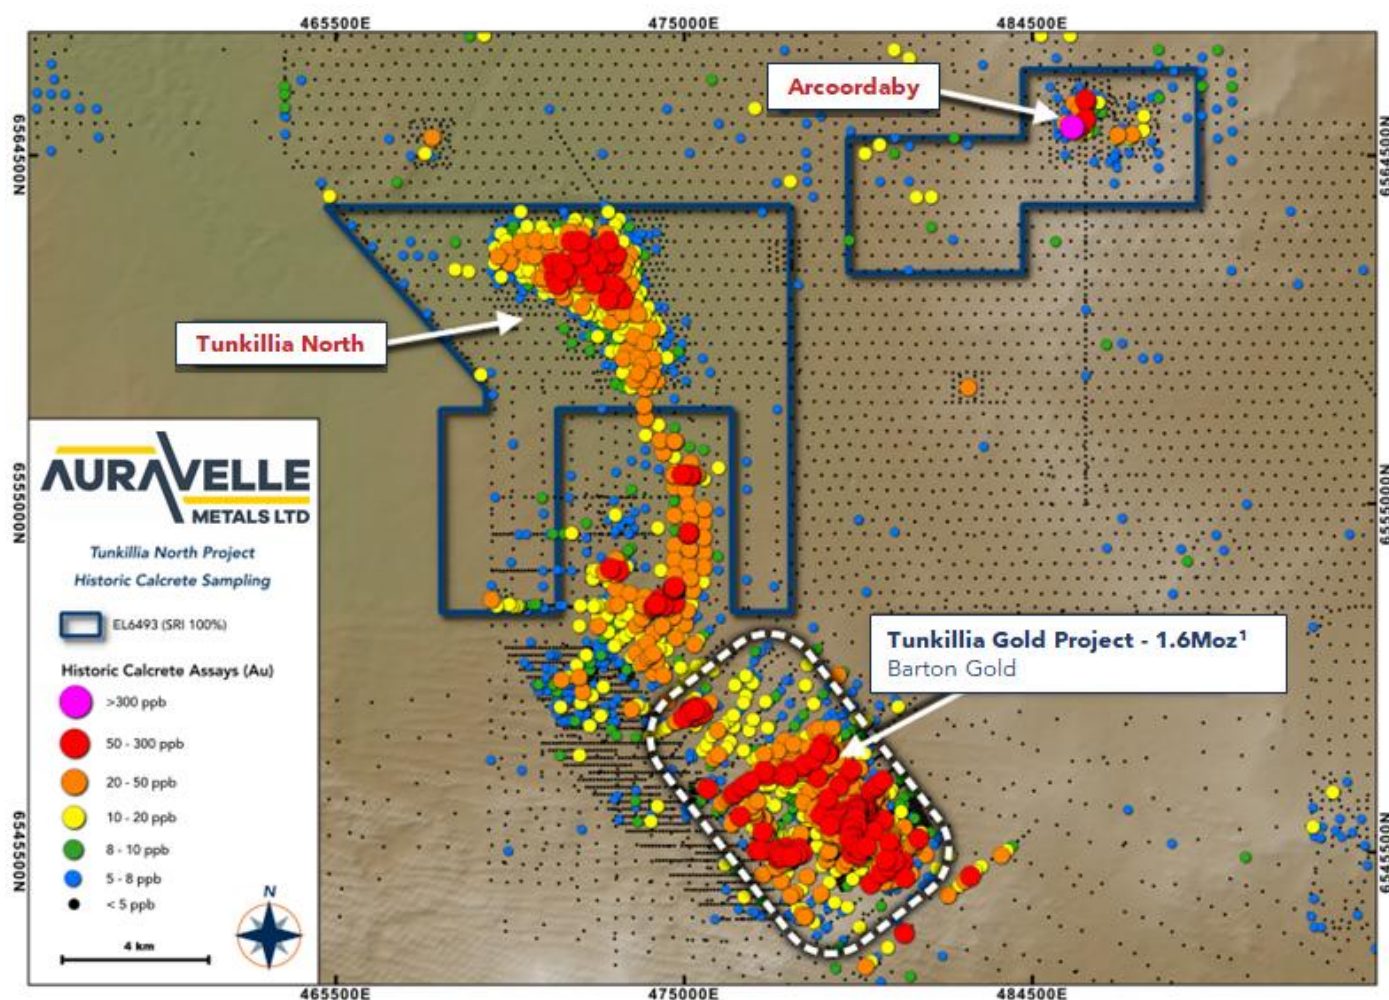 465500E
475000E
484500E
Arcoordaby
6564500N
6564500N
Tunkillia North
AURAVELLE
METALS LTD
6555000N
6555000N
Tunkillia North Project
Historic Calcrete Sampling
EL6493 (SRI 100%)
Tunkillia Gold Project - 1.6Moz¹
Barton Gold
Historic Calcrete Assays (Au)
>300 ppb
50 - 300 ppb
20 - 50 ppb
10 - 20 ppb
8 - 10 ppb
5 - 8 ppb
< 5 ppb
6545500N
6545500N
N
4 km
465500E
475000E
484500E